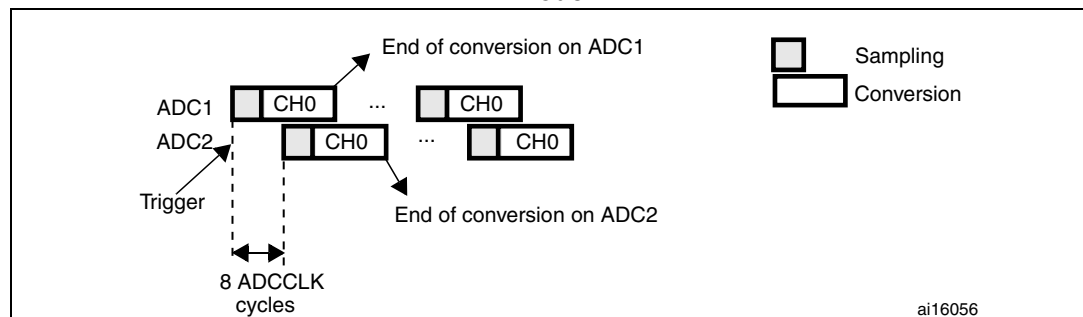 End of conversion on ADC1
Sampling
Conversion
ADC1 CH0 ... CH0
ADC2 CH0 ... CH0
Trigger
End of conversion on ADC2
8 ADCCLK
cycles
ai16056